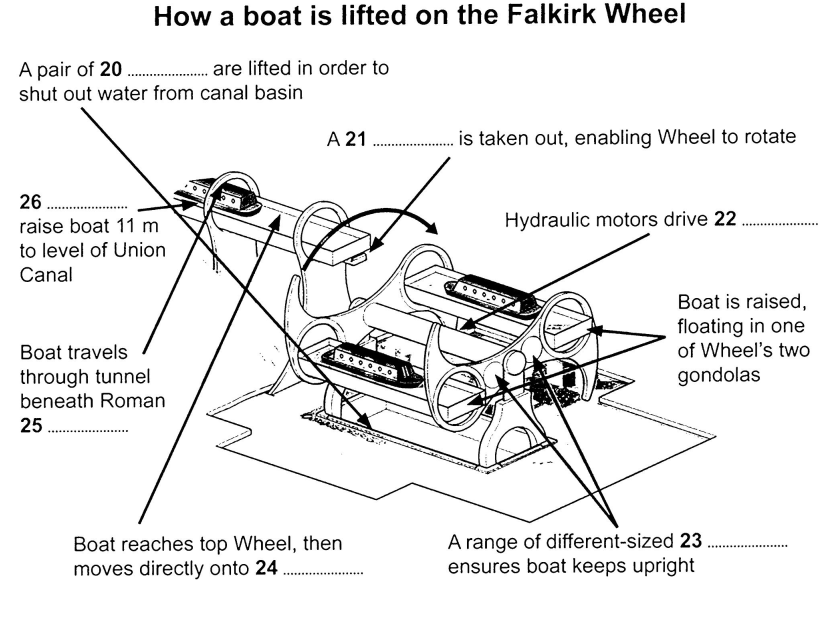 How a boat is lifted on the Falkirk Wheel
A pair of 20 ........................ are lifted in order to
shut out water from canal basin
A 21 ........................ is taken out, enabling Wheel to rotate
26 ........................
raise boat 11 m
to level of Union
Canal
Hydraulic motors drive 22 ........................
Boat is raised,
floating in one
of Wheel's two
gondolas
Boat travels
through tunnel
beneath Roman
25 ........................
Boat reaches top Wheel, then
moves directly onto 24 ........................
A range of different-sized 23 ........................
ensures boat keeps upright